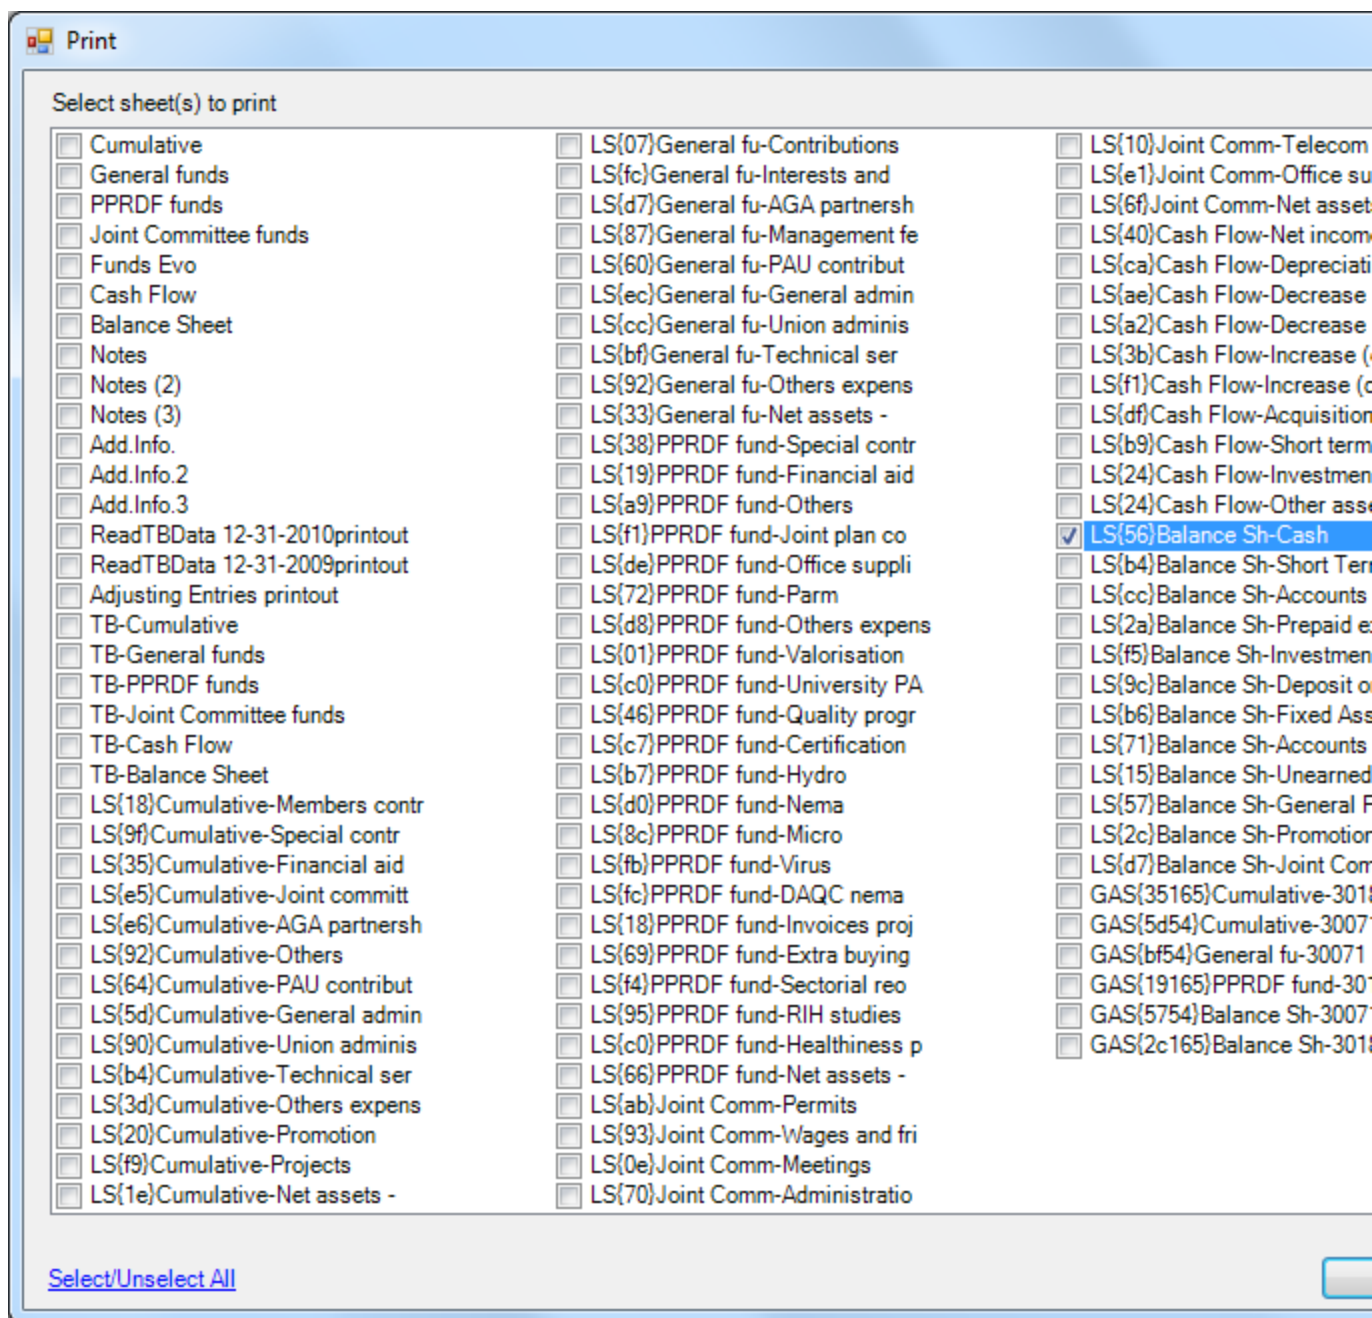 Print
Select sheet(s) to print
Cumulative
General funds
PPRDF funds
Joint Committee funds
Funds Evo
Cash Flow
Balance Sheet
Notes
Notes (2)
Notes (3)
Add.Info.
Add.Info.2
Add.Info.3
ReadTBData 12-31-2010printout
ReadTBData 12-31-2009printout
Adjusting Entries printout
TB-Cumulative
TB-General funds
TB-PPRDF funds
TB-Joint Committee funds
TB-Cash Flow
TB-Balance Sheet
LS{18}Cumulative-Members contr
LS{9f}Cumulative-Special contr
LS{35}Cumulative-Financial aid
LS{e5}Cumulative-Joint committ
LS{e6}Cumulative-AGA partnersh
LS{92}Cumulative-Others
LS{64}Cumulative-PAU contribut
LS{5d}Cumulative-General admin
LS{90}Cumulative-Union adminis
LS{b4}Cumulative-Technical ser
LS{3d}Cumulative-Others expens
LS{20}Cumulative-Promotion
LS{f9}Cumulative-Projects
LS{1e}Cumulative-Net assets -
LS{07}General fu-Contributions
LS{fc}General fu-Interests and
LS{d7}General fu-AGA partnersh
LS{87}General fu-Management fe
LS{60}General fu-PAU contribut
LS{ec}General fu-General admin
LS{cc}General fu-Union adminis
LS{bf}General fu-Technical ser
LS{92}General fu-Others expens
LS{33}General fu-Net assets -
LS{38}PPRDF fund-Special contr
LS{19}PPRDF fund-Financial aid
LS{a9}PPRDF fund-Others
LS{f1}PPRDF fund-Joint plan co
LS{de}PPRDF fund-Office suppli
LS{72}PPRDF fund-Parm
LS{d8}PPRDF fund-Others expens
LS{01}PPRDF fund-Valorisation
LS{c0}PPRDF fund-University PA
LS{46}PPRDF fund-Quality progr
LS{c7}PPRDF fund-Certification
LS{b7}PPRDF fund-Hydro
LS{d0}PPRDF fund-Nema
LS{8c}PPRDF fund-Micro
LS{fb}PPRDF fund-Virus
LS{fc}PPRDF fund-DAQC nema
LS{18}PPRDF fund-Invoices proj
LS{69}PPRDF fund-Extra buying
LS{f4}PPRDF fund-Sectorial reo
LS{95}PPRDF fund-RIH studies
LS{c0}PPRDF fund-Healthiness p
LS{66}PPRDF fund-Net assets -
LS{ab}Joint Comm-Permits
LS{93}Joint Comm-Wages and fri
LS{0e}Joint Comm-Meetings
LS{70}Joint Comm-Administratio
LS{10}Joint Comm-Telecom
LS{e1}Joint Comm-Office su
LS{6f}Joint Comm-Net assets
LS{40}Cash Flow-Net income
LS{ca}Cash Flow-Depreciati
LS{ae}Cash Flow-Decrease
LS{a2}Cash Flow-Decrease
LS{3b}Cash Flow-Increase (
LS{f1}Cash Flow-Increase (
LS{df}Cash Flow-Acquisition
LS{b9}Cash Flow-Short term
LS{24}Cash Flow-Investmen
LS{24}Cash Flow-Other asse
LS{56}Balance Sh-Cash
LS{b4}Balance Sh-Short Ter
LS{cc}Balance Sh-Accounts
LS{2a}Balance Sh-Prepaid e
LS{f5}Balance Sh-Investmen
LS{9c}Balance Sh-Deposit o
LS{b6}Balance Sh-Fixed Ass
LS{71}Balance Sh-Accounts
LS{15}Balance Sh-Unearned
LS{57}Balance Sh-General F
LS{2c}Balance Sh-Promotion
LS{d7}Balance Sh-Joint Com
GAS{35165}Cumulative-3018
GAS{5d54}Cumulative-30071
GAS{bf54}General fu-30071
GAS{19165}PPRDF fund-301
GAS{5754}Balance Sh-30071
GAS{2c165}Balance Sh-3018
Select/Unselect All